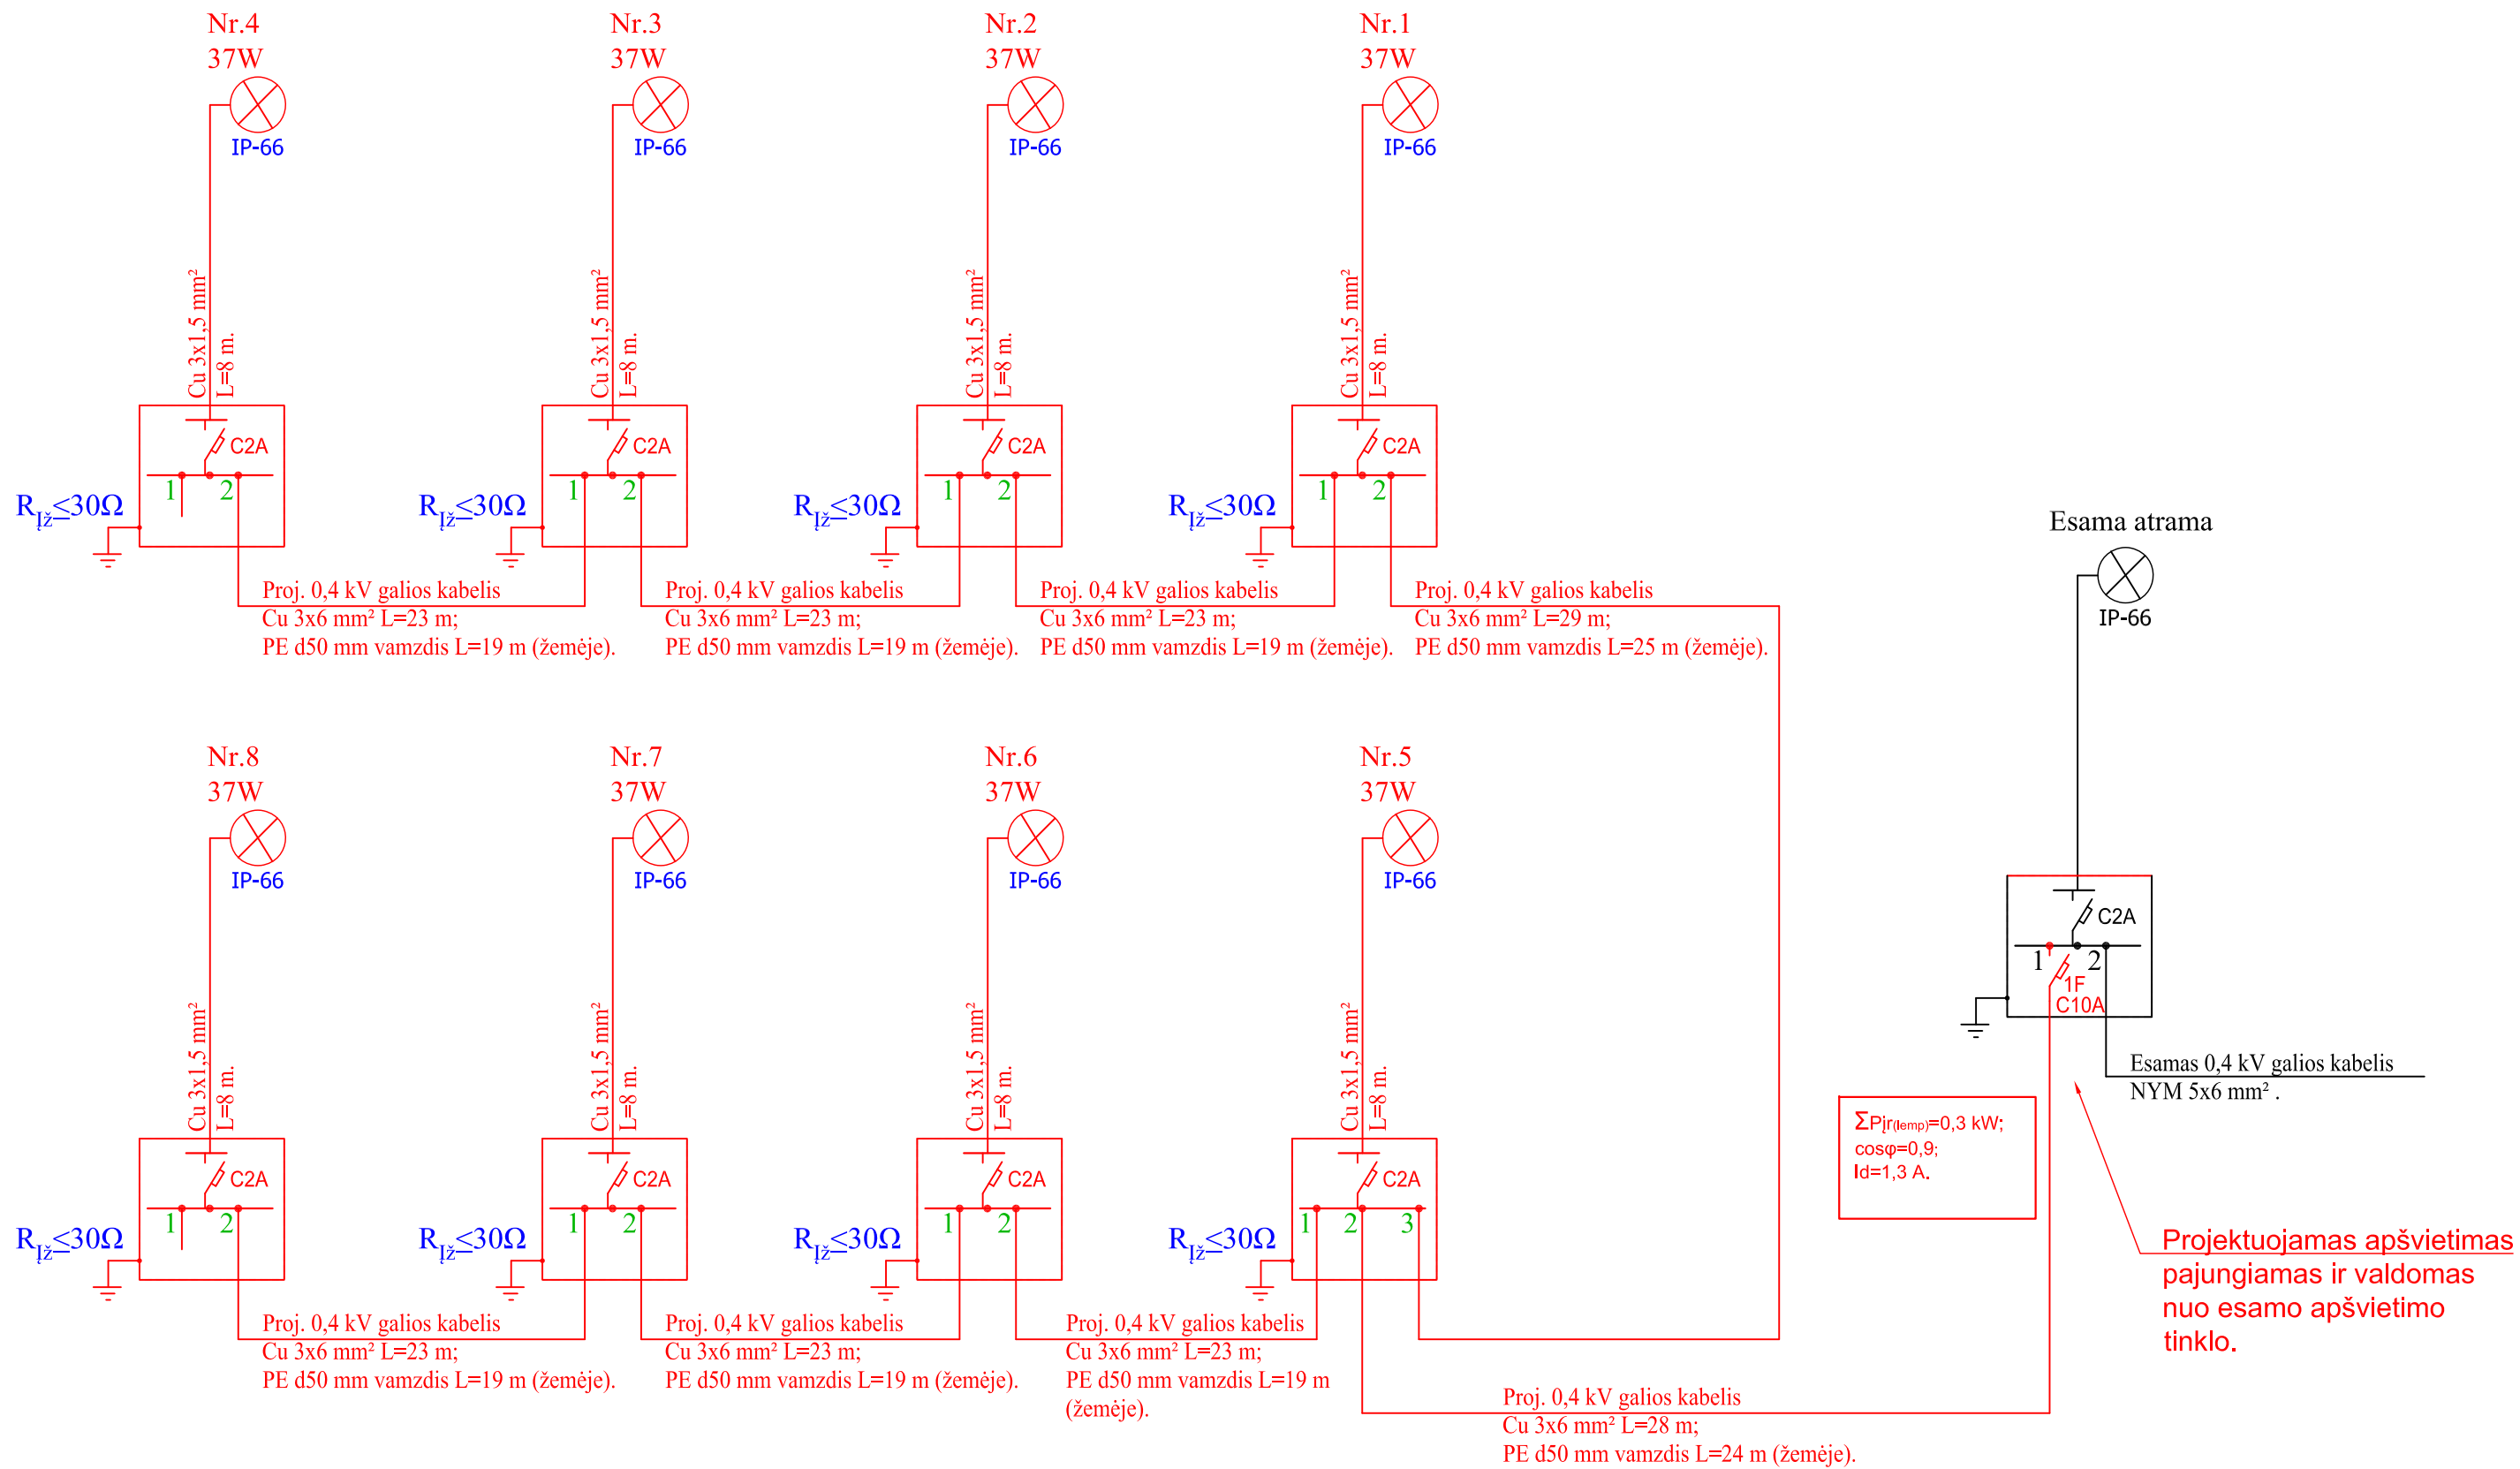 Nr.4
37W
IP-66
Cu 3x1,5 mm²
L=8 m.
C2A
1
2
R Įž ≤30Ω
Proj. 0,4 kV galios kabelis
Cu 3x6 mm² L=23 m;
PE d50 mm vamzdis L=19 m (žemėje).
Nr.3
37W
IP-66
Cu 3x1,5 mm²
L=8 m.
C2A
1
2
R Įž ≤30Ω
Proj. 0,4 kV galios kabelis
Cu 3x6 mm² L=23 m;
PE d50 mm vamzdis L=19 m (žemėje).
Nr.2
37W
IP-66
Cu 3x1,5 mm²
L=8 m.
C2A
1
2
R Įž ≤30Ω
Proj. 0,4 kV galios kabelis
Cu 3x6 mm² L=23 m;
PE d50 mm vamzdis L=19 m (žemėje).
Nr.1
37W
IP-66
Cu 3x1,5 mm²
L=8 m.
C2A
1
2
R Įž ≤30Ω
Proj. 0,4 kV galios kabelis
Cu 3x6 mm² L=29 m;
PE d50 mm vamzdis L=25 m (žemėje).
Nr.8
37W
IP-66
Cu 3x1,5 mm²
L=8 m.
C2A
1
2
R Įž ≤30Ω
Proj. 0,4 kV galios kabelis
Cu 3x6 mm² L=23 m;
PE d50 mm vamzdis L=19 m (žemėje).
Nr.7
37W
IP-66
Cu 3x1,5 mm²
L=8 m.
C2A
1
2
R Įž ≤30Ω
Proj. 0,4 kV galios kabelis
Cu 3x6 mm² L=23 m;
PE d50 mm vamzdis L=19 m (žemėje).
Nr.6
37W
IP-66
Cu 3x1,5 mm²
L=8 m.
C2A
1
2
R Įž ≤30Ω
Proj. 0,4 kV galios kabelis
Cu 3x6 mm² L=23 m;
PE d50 mm vamzdis L=19 m
(žemėje).
Nr.5
37W
IP-66
Cu 3x1,5 mm²
L=8 m.
C2A
1
2
3
R Įž ≤30Ω
Proj. 0,4 kV galios kabelis
Cu 3x6 mm² L=28 m;
PE d50 mm vamzdis L=24 m (žemėje).
Esama atrama
IP-66
C2A
1
2
1F
C10A
Esamas 0,4 kV galios kabelis
NYM 5x6 mm² .
ΣPįr(lemp)=0,3 kW;
cosφ=0,9;
Id=1,3 A.
Projektuojamas apšvietimas
pajungiamas ir valdomas
nuo esamo apšvietimo
tinklo.